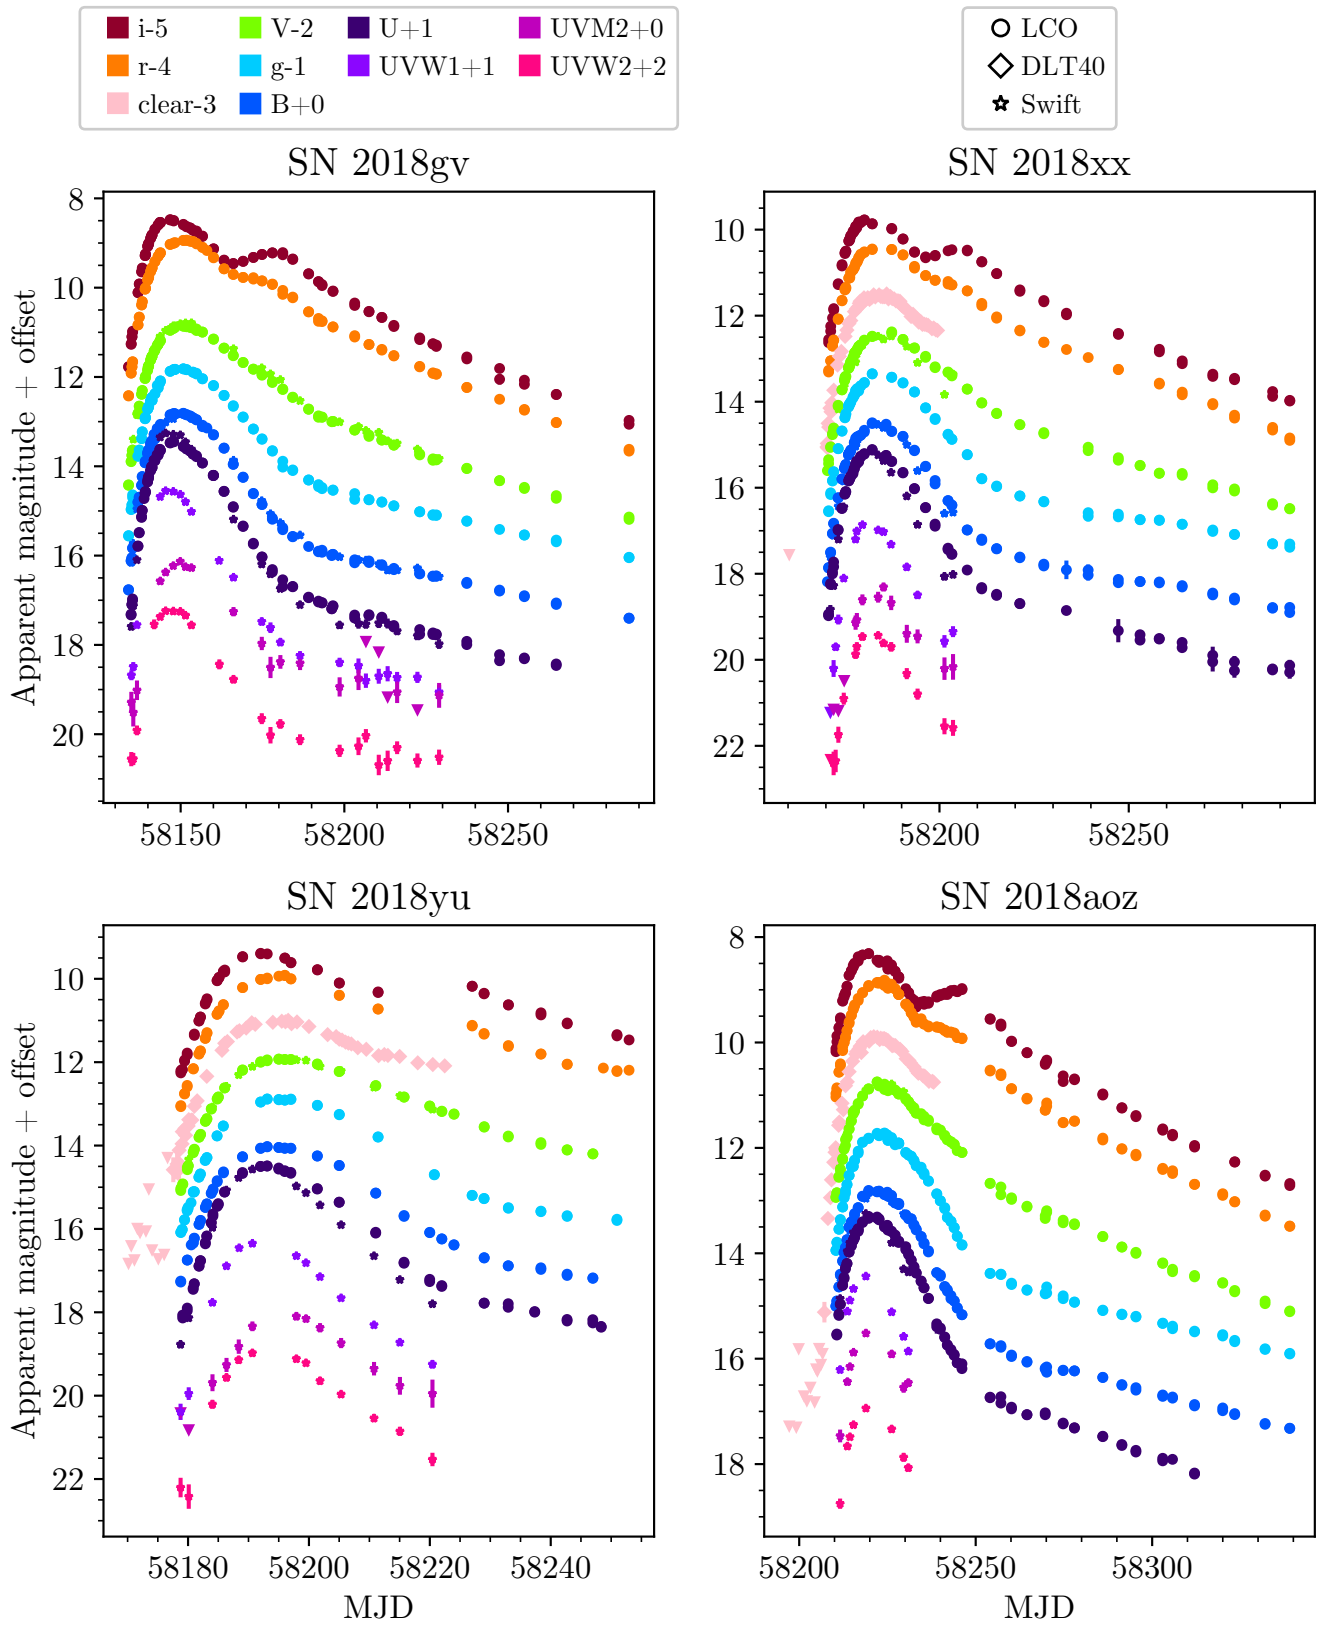 i-5 V-2 U+1 UVM2+0
r-4 g-1 UVW1+1 UVW2+2
clear-3 B+0
LCO
DLT40
Swift
SN 2018gv
8
10
12
14
16
18
20
58150 58200 58250
Apparent magnitude + offset
SN 2018xx
10
12
14
16
18
20
22
58200 58250
SN 2018yu
10
12
14
16
18
20
22
58180 58200 58220 58240
Apparent magnitude + offset
MJD
SN 2018aoz
8
10
12
14
16
18
58200 58250 58300
MJD